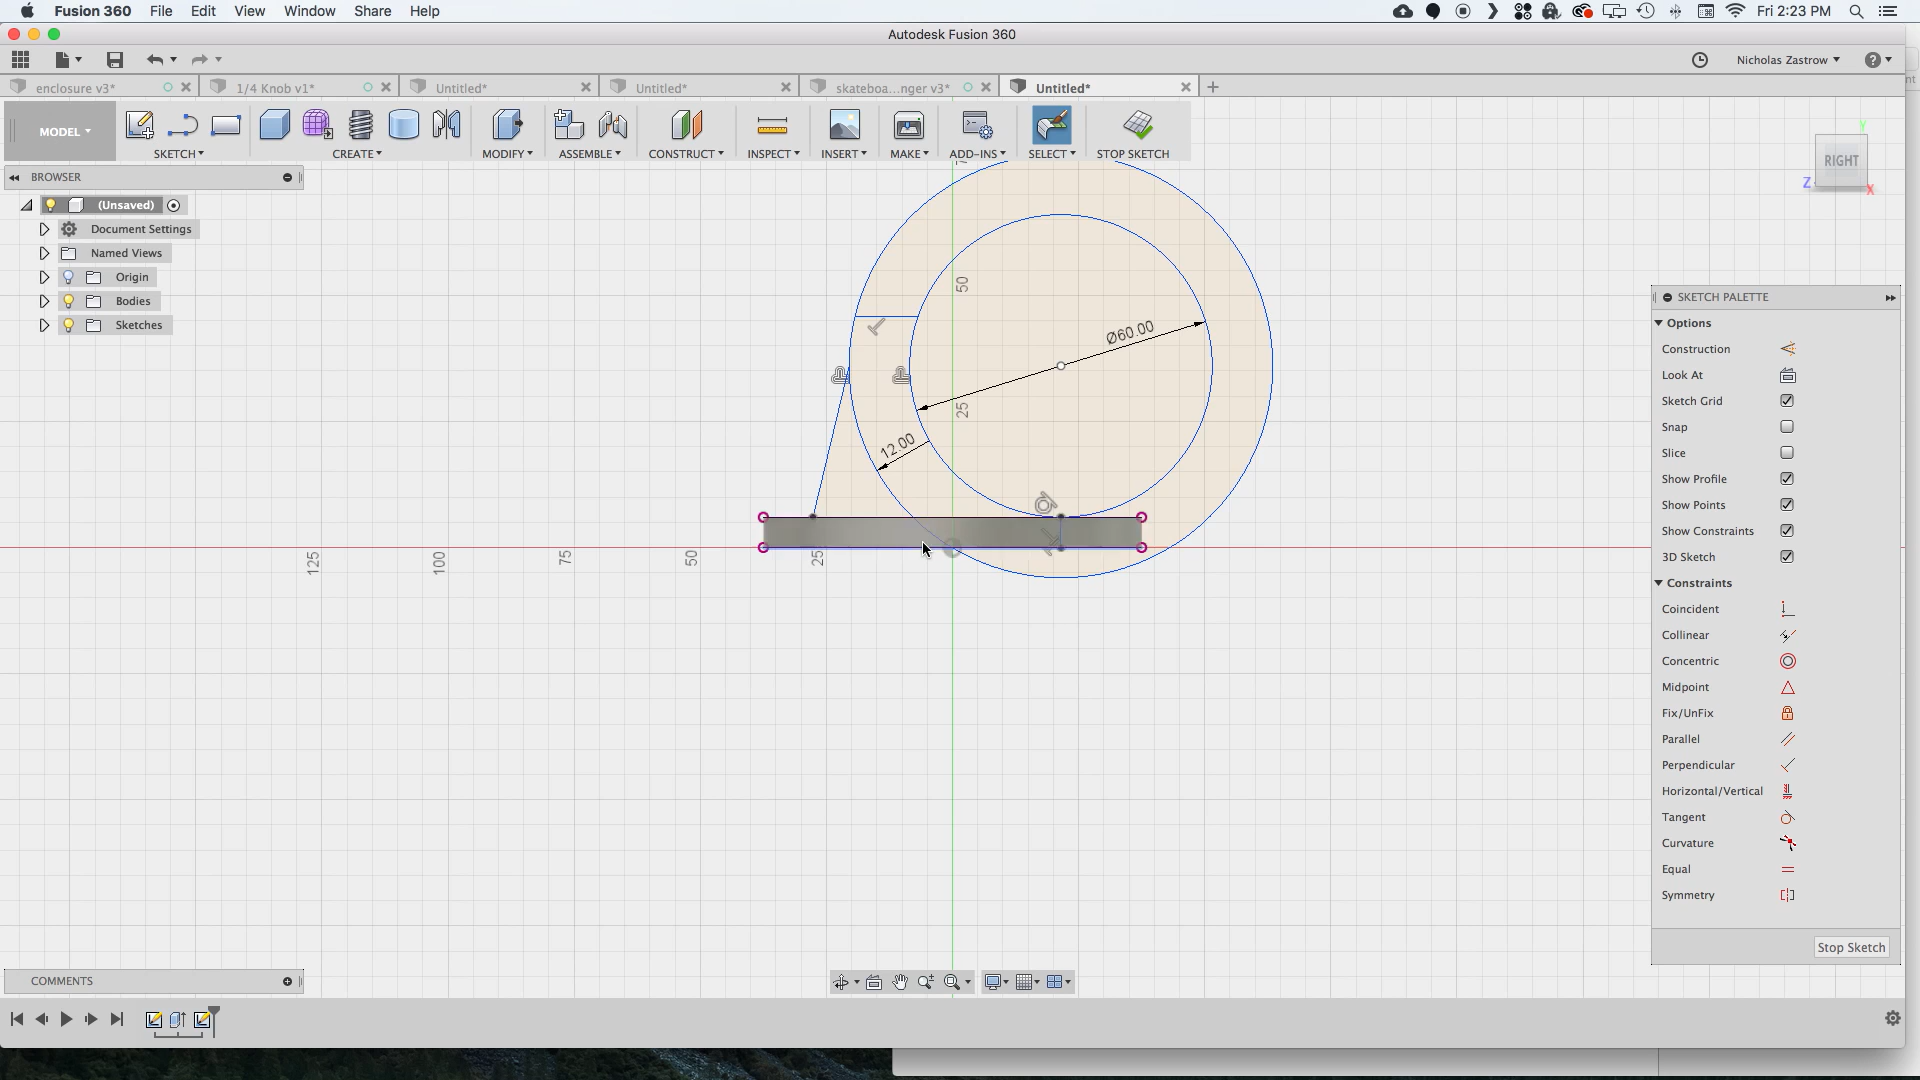 Fusion 360 File Edit View Window Share Help Fri 2:23 PM
Autodesk Fusion 360
Nicholas Zastrow
enclosure v3* 1/4 Knob v1* Untitled* Untitled* skateboa...nger v3* Untitled*
MODEL SKETCH CREATE MODIFY ASSEMBLE CONSTRUCT INSPECT INSERT MAKE ADD-INS SELECT STOP SKETCH
BROWSER
(Unsaved)
Document Settings
Named Views
Origin
Bodies
Sketches
Y
RIGHT
Z
X
50
Ø60.00
25
12.00
125
100
75
50
25
SKETCH PALETTE
Options
Construction
Look At
Sketch Grid
Snap
Slice
Show Profile
Show Points
Show Constraints
3D Sketch
Constraints
Coincident
Collinear
Concentric
Midpoint
Fix/UnFix
Parallel
Perpendicular
Horizontal/Vertical
Tangent
Curvature
Equal
Symmetry
Stop Sketch
COMMENTS